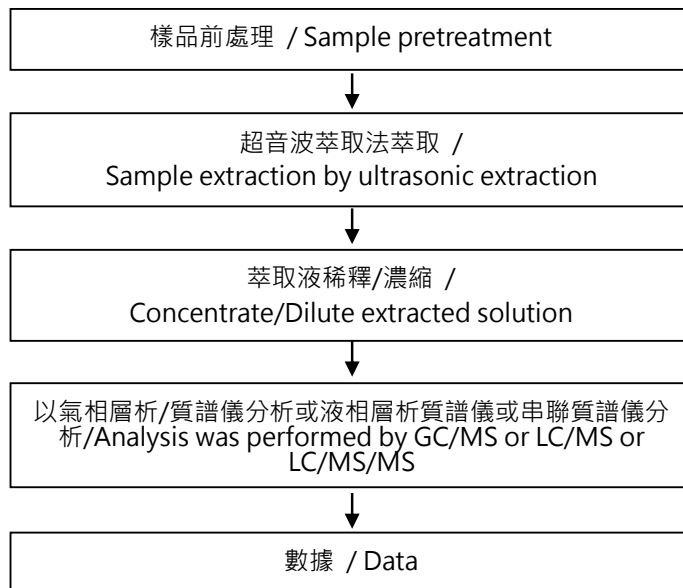 樣品前處理 / Sample pretreatment
超音波萃取法萃取 /
Sample extraction by ultrasonic extraction
萃取液稀釋/濃縮 /
Concentrate/Dilute extracted solution
以氣相層析/質譜儀分析或液相層析質譜儀或串聯質譜儀分
析/Analysis was performed by GC/MS or LC/MS or
LC/MS/MS
數據 / Data